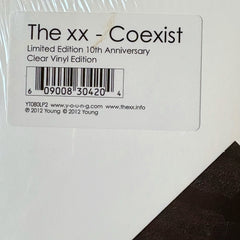 The xx - Coexist
Limited Edition 10th Anniversary
Clear Vinyl Edition
6 09008 30420 4
YT080LP2 www.y-o-u-n-g.com www.thexx.info
℗ 2012 Young © 2012 Young